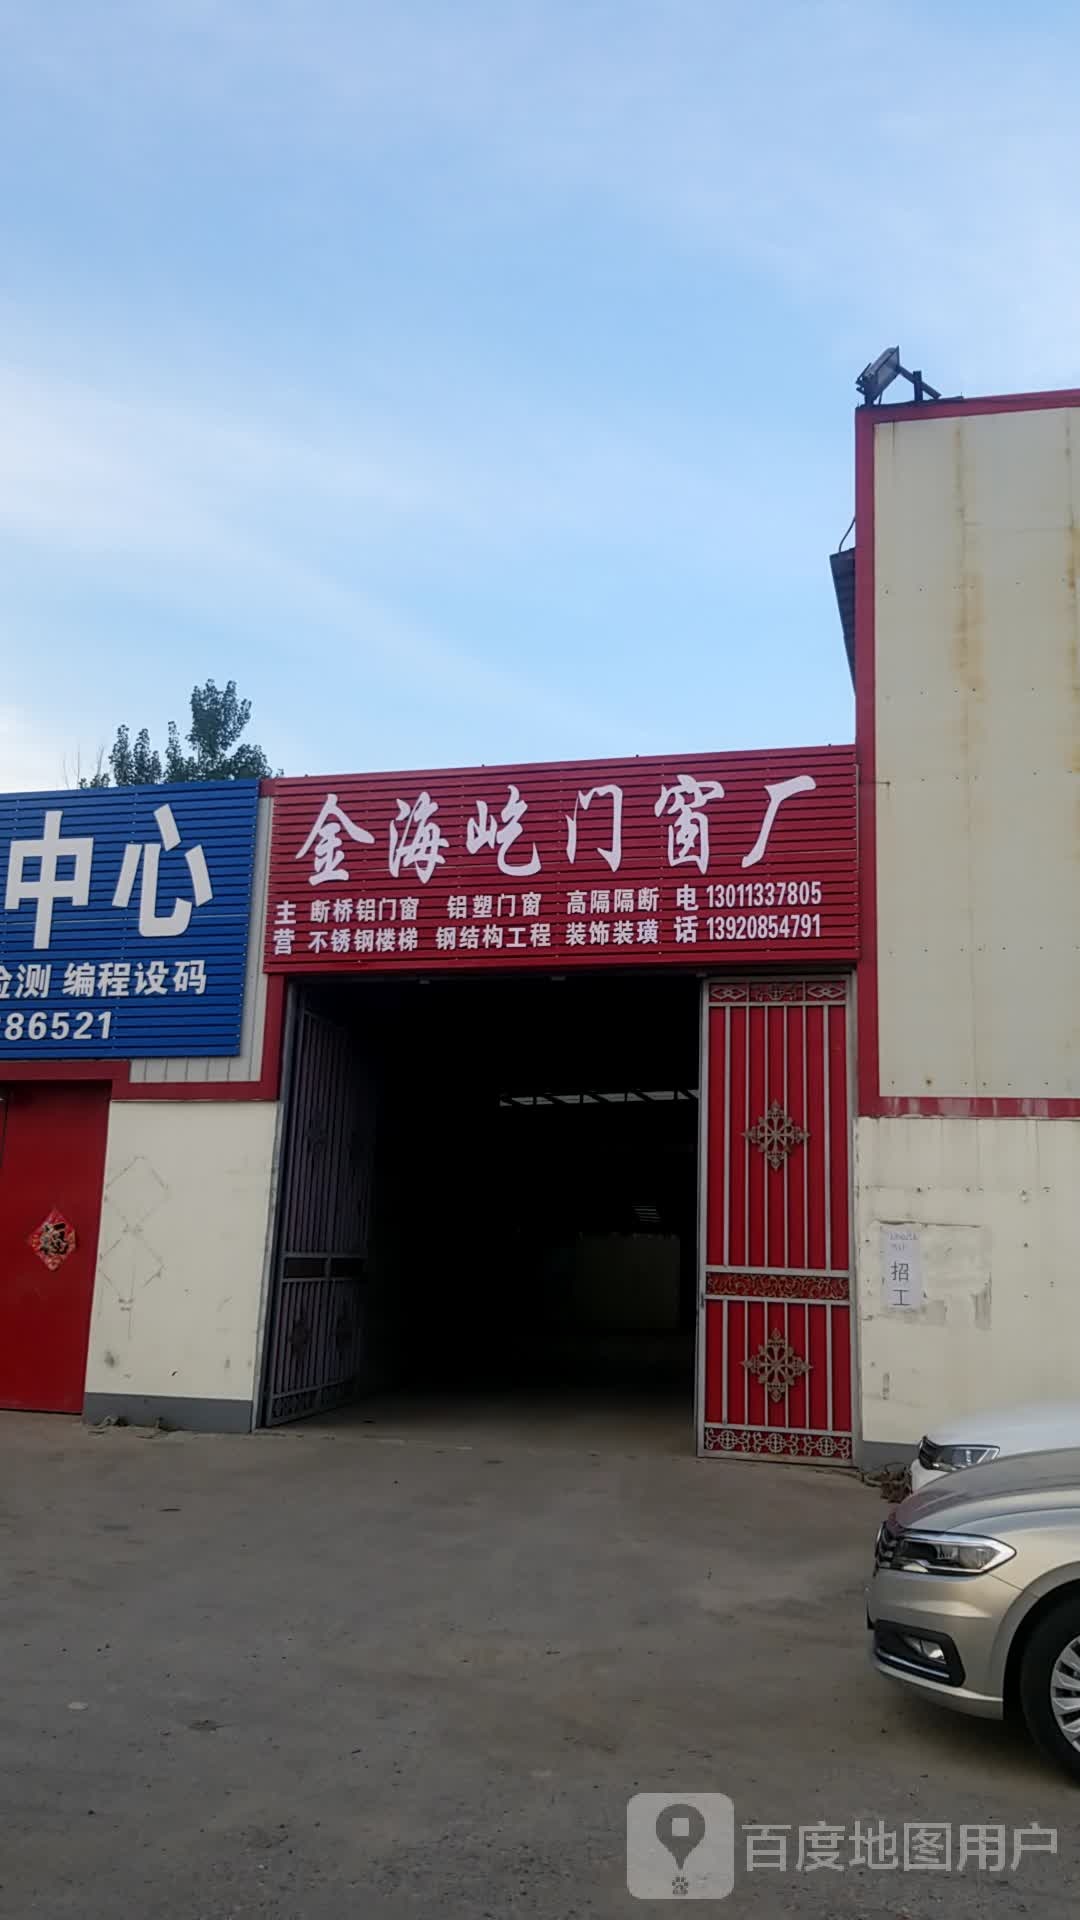 中心
检测 编程设码
86521
金海屹门窗厂
主营 断桥铝门窗 铝塑门窗 高隔隔断 电话 13011337805
不锈钢楼梯 钢结构工程 装饰装璜 13920854791
福
招工
百度地图用户